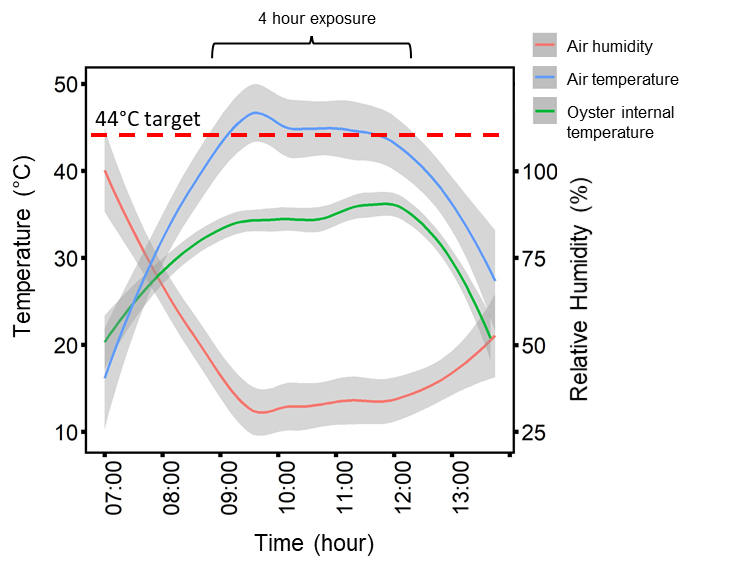 4 hour exposure
Air humidity
Air temperature
Oyster internal
temperature
44°C target
50
40
30
20
10
100
75
50
25
Temperature (°C)
Relative Humidity (%)
07:00
08:00
09:00
10:00
11:00
12:00
13:00
Time (hour)